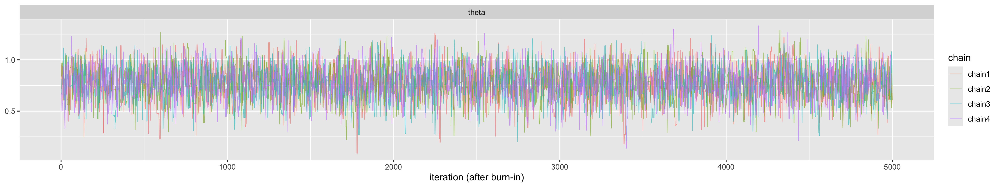 theta
1.0
0.5
0 1000 2000 3000 4000 5000
iteration (after burn-in)
chain
chain1
chain2
chain3
chain4